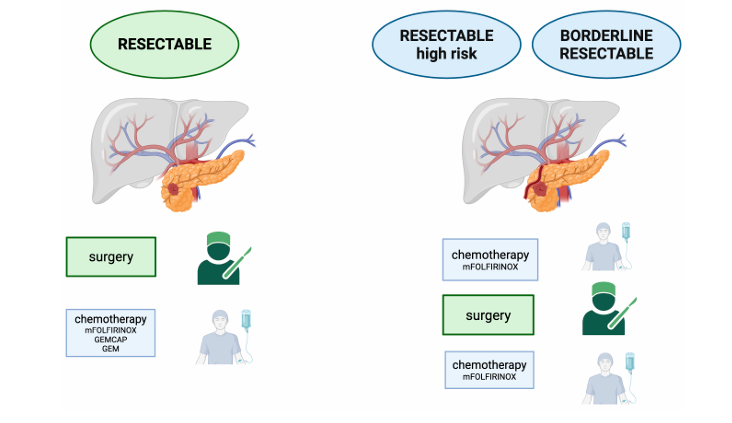 RESECTABLE
RESECTABLE
high risk
BORDERLINE
RESECTABLE
surgery
chemotherapy
mFOLFIRINOX
GEMCAP
GEM
chemotherapy
mFOLFIRINOX
surgery
chemotherapy
mFOLFIRINOX